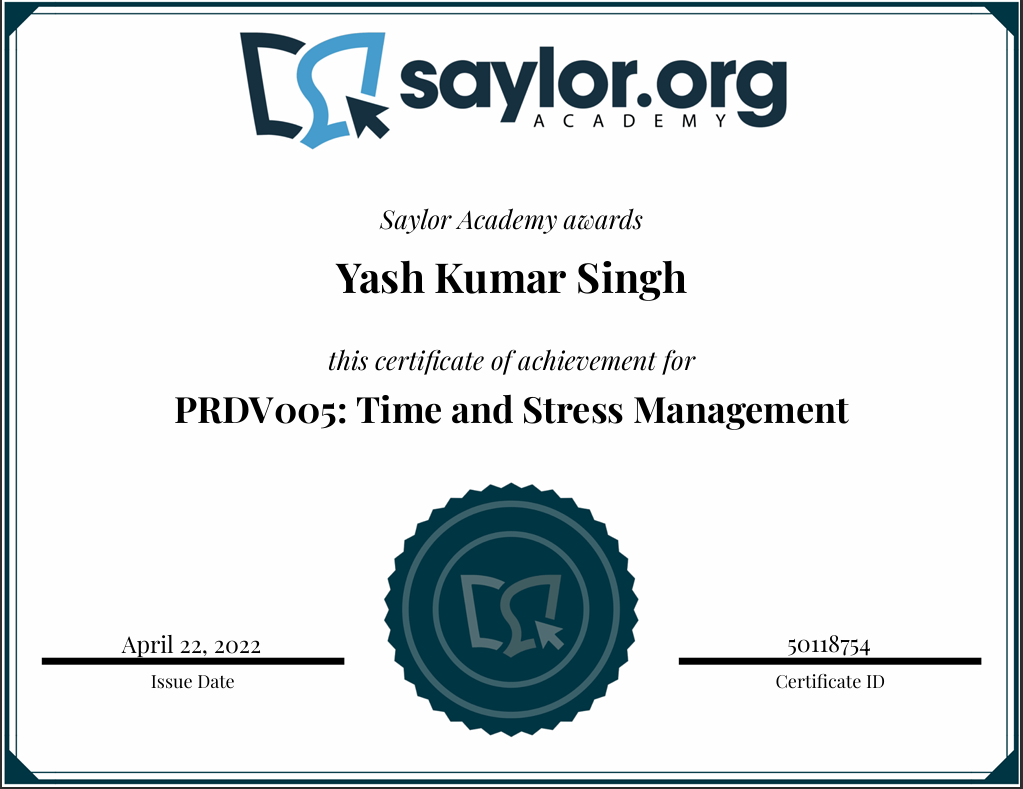 saylor.org
ACADEMY
Saylor Academy awards
Yash Kumar Singh
this certificate of achievement for
PRDV005: Time and Stress Management
April 22, 2022
Issue Date
50118754
Certificate ID